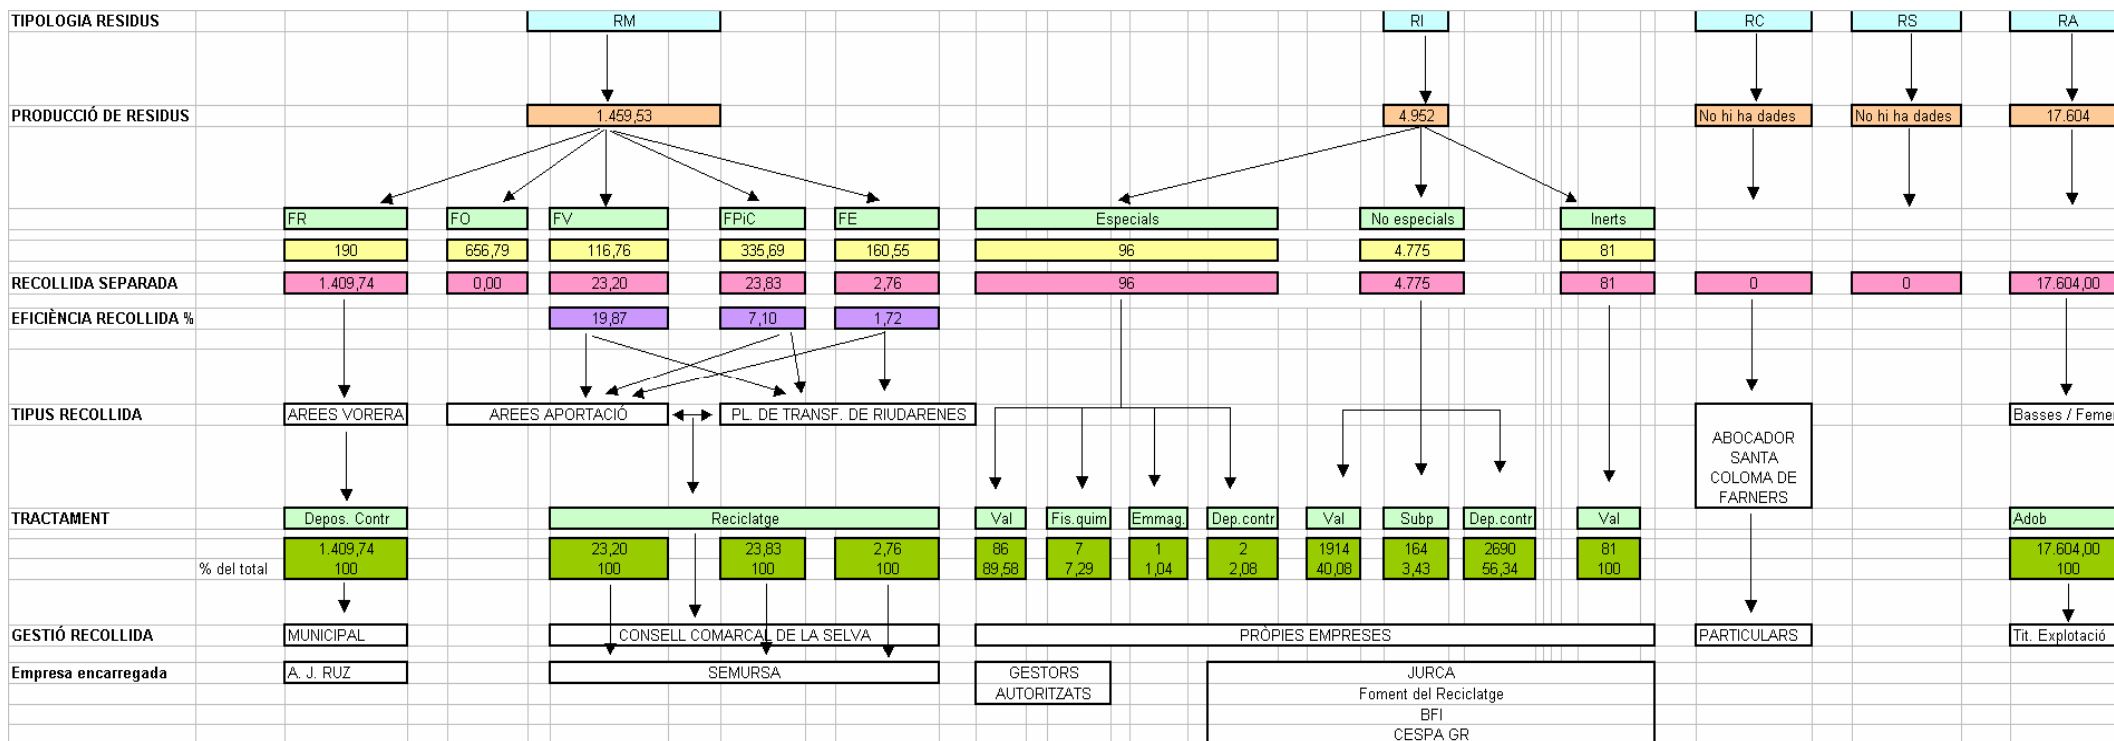 TIPOLOGIA RESIDUS RM RI RC RS RA
PRODUCCIÓ DE RESIDUS 1.459,53 4.952 No hi ha dades No hi ha dades 17.604
FR FO FV FPiC FE Especials No especials Inerts
190 656,79 116,76 335,69 160,55 96 4.775 81
RECOLLIDA SEPARADA 1.409,74 0,00 23,20 23,83 2,76 96 4.775 81 0 0 17.604,00
EFICIÈNCIA RECOLLIDA % 19,87 7,10 1,72
TIPUS RECOLLIDA AREES VORERA AREES APORTACIÓ PL. DE TRANSF. DE RIUDARENES Basses / Femer
ABOCADOR
SANTA
COLOMA DE
FARNERS
TRACTAMENT Depos. Contr Reciclatge Val Fis.quim Emmag. Dep.contr Val Subp Dep.contr Val Adob
1.409,74 23,20 23,83 2,76 86 7 1 2 1914 164 2690 81 17.604,00
% del total 100 100 100 100 89,58 7,29 1,04 2,08 40,08 3,43 56,34 100 100
GESTIÓ RECOLLIDA MUNICIPAL CONSELL COMARCAL DE LA SELVA PRÒPIES EMPRESES PARTICULARS Tit. Explotació
Empresa encarregada A. J. RUZ SEMURSA GESTORS JURCA
AUTORITZATS Foment del Reciclatge
BFI
CESPA GR